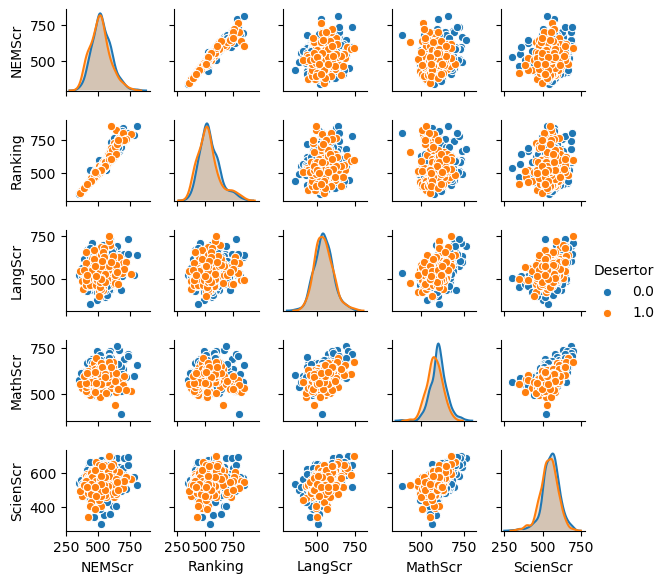 NEMScr
750
500
Ranking
750
500
LangScr
750
500
Desertor
0.0
1.0
MathScr
750
500
ScienScr
600
400
250 500 750 250 500 750 500 750 500 750 500 750
NEMScr Ranking LangScr MathScr ScienScr